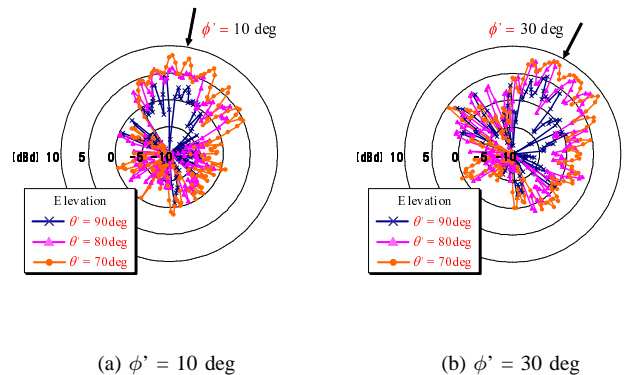 ϕ' = 10 deg
[dBd] 10 5 0 -5 -10
Elevation
θ' = 90deg
θ' = 80deg
θ' = 70deg
(a) ϕ' = 10 deg
ϕ' = 30 deg
[dBd] 10 5 0 -5 -10
Elevation
θ' = 90deg
θ' = 80deg
θ' = 70deg
(b) ϕ' = 30 deg